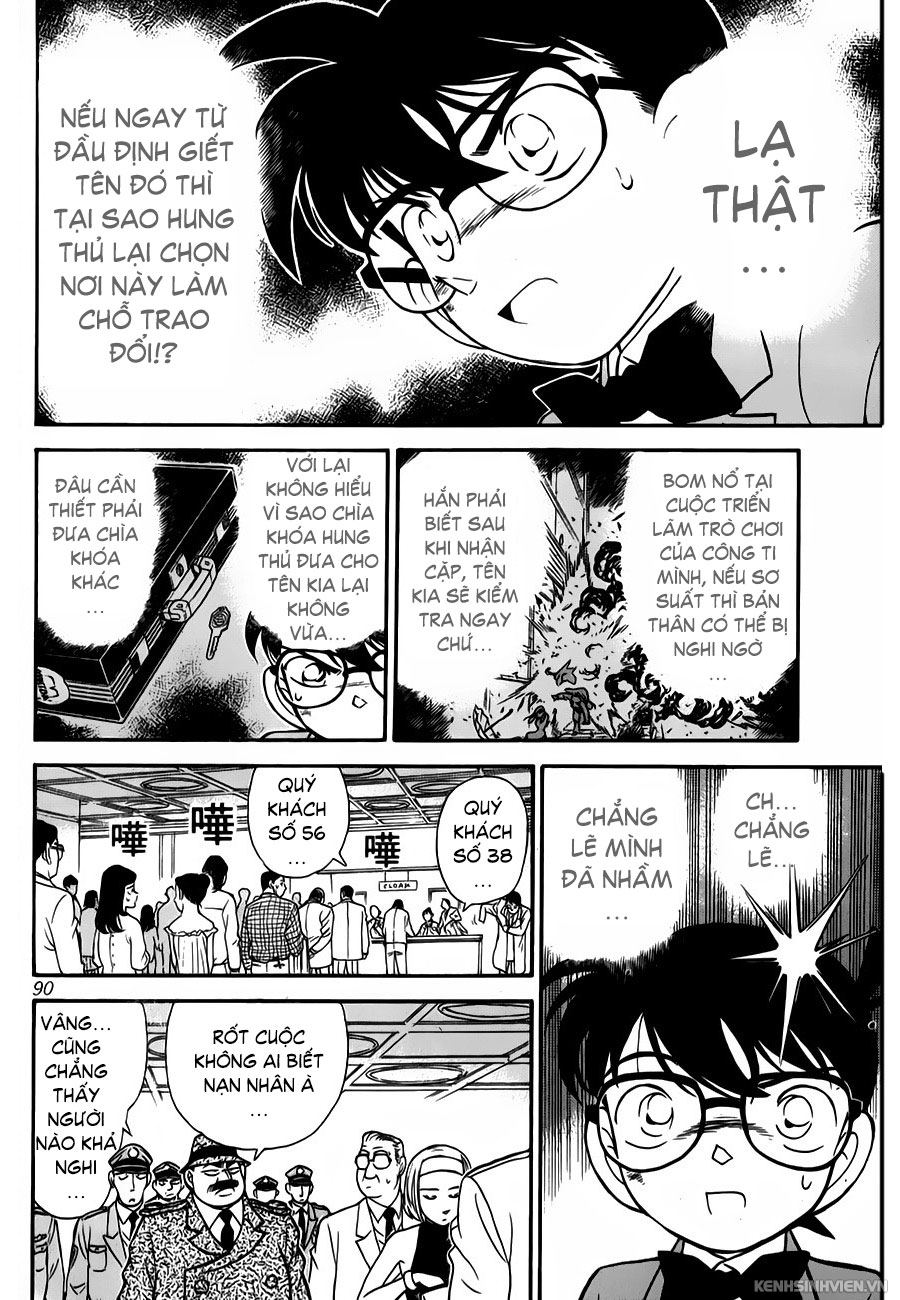 LẠ
THẬT
...
NẾU NGAY TỪ
ĐẦU ĐỊNH GIẾT
TÊN ĐÓ THÌ
TẠI SAO HUNG
THỦ LẠI CHỌN
NƠI NÀY LÀM
CHỖ TRAO
ĐỔI!?
BOM NỔ TẠI
CUỘC TRIỂN
LÃM TRÒ CHƠI
CỦA CÔNG TI
MÌNH, NẾU SƠ
SUẤT THÌ BẢN
THÂN CÓ THỂ BỊ
NGHI NGỜ
...
HẮN PHẢI
BIẾT SAU
KHI NHẬN
CẶP, TÊN
KIA SẼ KIỂM
TRA NGAY
CHỨ...
VỚI LẠI
KHÔNG HIỂU
VÌ SAO CHÌA
KHÓA HUNG
THỦ ĐƯA CHO
TÊN KIA LẠI
KHÔNG
VỪA...
ĐÂU CẦN
THIẾT PHẢI
ĐƯA CHÌA
KHÓA
KHÁC
...
CH...
CHẲNG
LẼ...
CHẲNG
LẼ MÌNH
ĐÃ NHẦM
...
QUÝ
KHÁCH
SỐ 38
...
QUÝ
KHÁCH
SỐ 56
...
嘩
嘩
嘩
CLOAK
90
RỐT CUỘC
KHÔNG AI BIẾT
NẠN NHÂN À
...
VÂNG...
CŨNG
CHẲNG
THẤY
NGƯỜI
NÀO KHẢ
NGHI
...
KENHSINHVIEN.VN